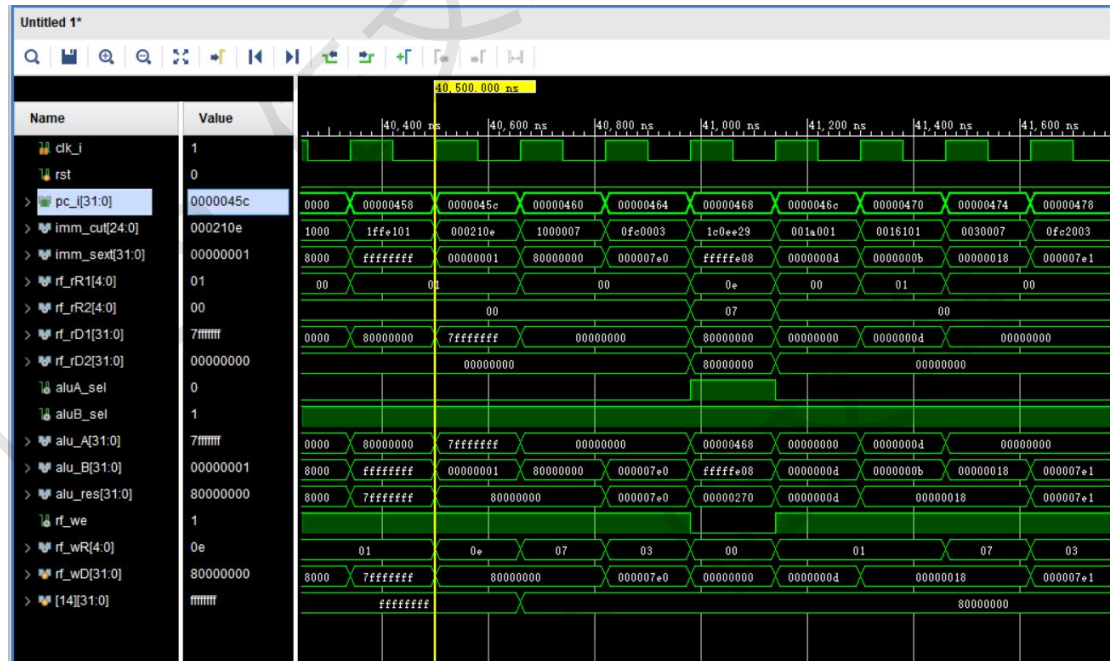 Untitled 1*
40,500.000 ns
Name Value
40,400 ns 40,600 ns 40,800 ns 41,000 ns 41,200 ns 41,400 ns 41,600 ns
clk_i 1
rst 0
pc_i[31:0] 0000045c 0000 00000458 0000045c 00000460 00000464 00000468 0000046c 00000470 00000474 00000478
imm_cut[24:0] 000210e 1000 1ffe101 000210e 1000007 0fc0003 1c0ee29 001a001 0016101 0030007 0fc2003
imm_sext[31:0] 00000001 8000 ffffffff 00000001 80000000 000007e0 fffffe08 0000000d 0000000b 00000018 000007e1
rf_rR1[4:0] 01 00 01 00 0e 00 01 00
rf_rR2[4:0] 00 00 07 00
rf_rD1[31:0] 7fffffff 0000 80000000 7fffffff 00000000 80000000 00000000 0000000d 00000000
rf_rD2[31:0] 00000000 00000000 80000000 00000000
aluA_sel 0
aluB_sel 1
alu_A[31:0] 7fffffff 0000 80000000 7fffffff 00000000 00000468 00000000 0000000d 00000000
alu_B[31:0] 00000001 8000 ffffffff 00000001 80000000 000007e0 fffffe08 0000000d 0000000b 00000018 000007e1
alu_res[31:0] 80000000 8000 7fffffff 80000000 000007e0 00000270 0000000d 00000018 000007e1
rf_we 1
rf_wR[4:0] 0e 01 0e 07 03 00 01 07 03
rf_wD[31:0] 80000000 8000 7fffffff 80000000 000007e0 00000000 0000000d 00000018 000007e1
[14][31:0] ffffffff ffffffff 80000000